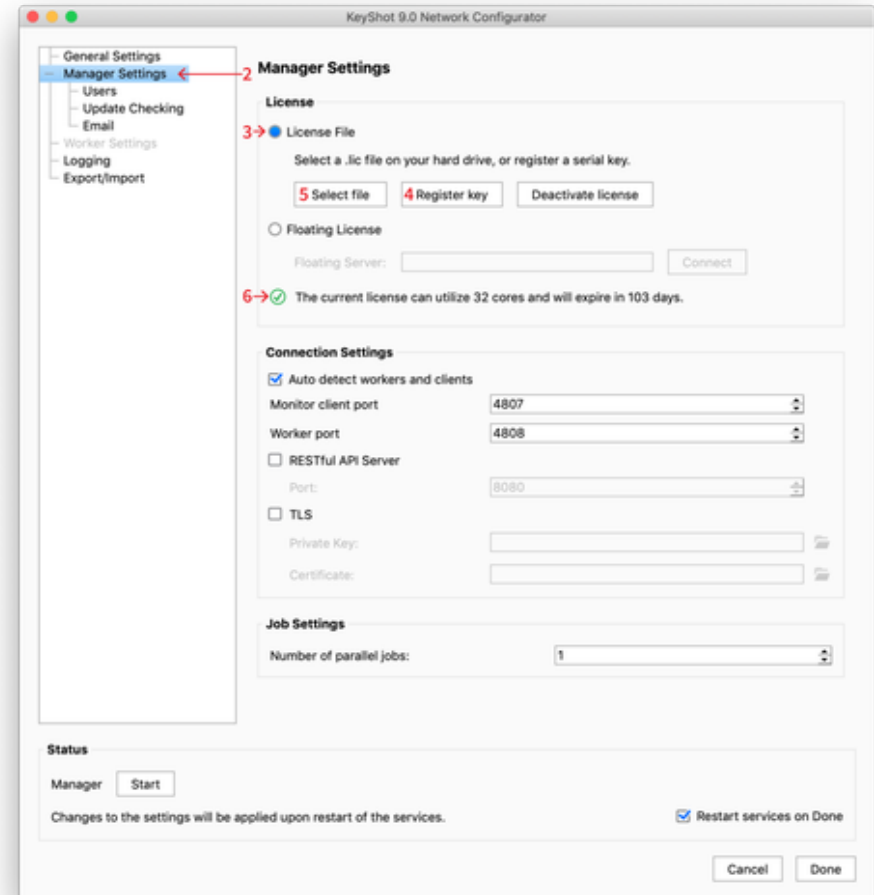 KeyShot 9.0 Network Configurator
General Settings
Manager Settings
Users
Update Checking
Email
Worker Settings
Logging
Export/Import
2 Manager Settings
License
3 License File
Select a .lic file on your hard drive, or register a serial key.
5 Select file 4 Register key Deactivate license
Floating License
Floating Server: Connect
6 The current license can utilize 32 cores and will expire in 103 days.
Connection Settings
Auto detect workers and clients
Monitor client port 4807
Worker port 4808
RESTful API Server
Port: 8080
TLS
Private Key:
Certificate:
Job Settings
Number of parallel jobs: 1
Status
Manager Start
Changes to the settings will be applied upon restart of the services. Restart services on Done
Cancel Done